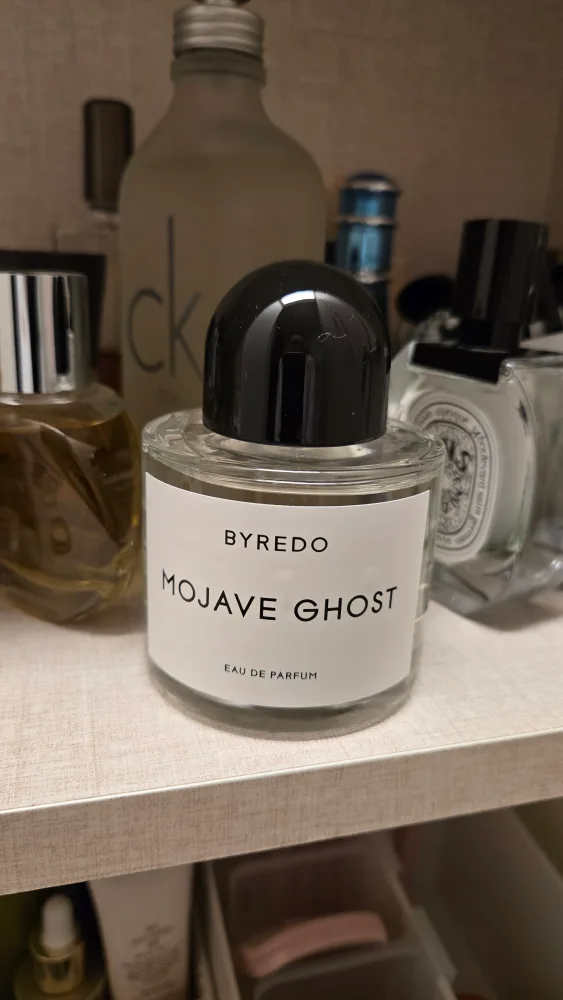 ck
BYREDO
MOJAVE GHOST
EAU DE PARFUM